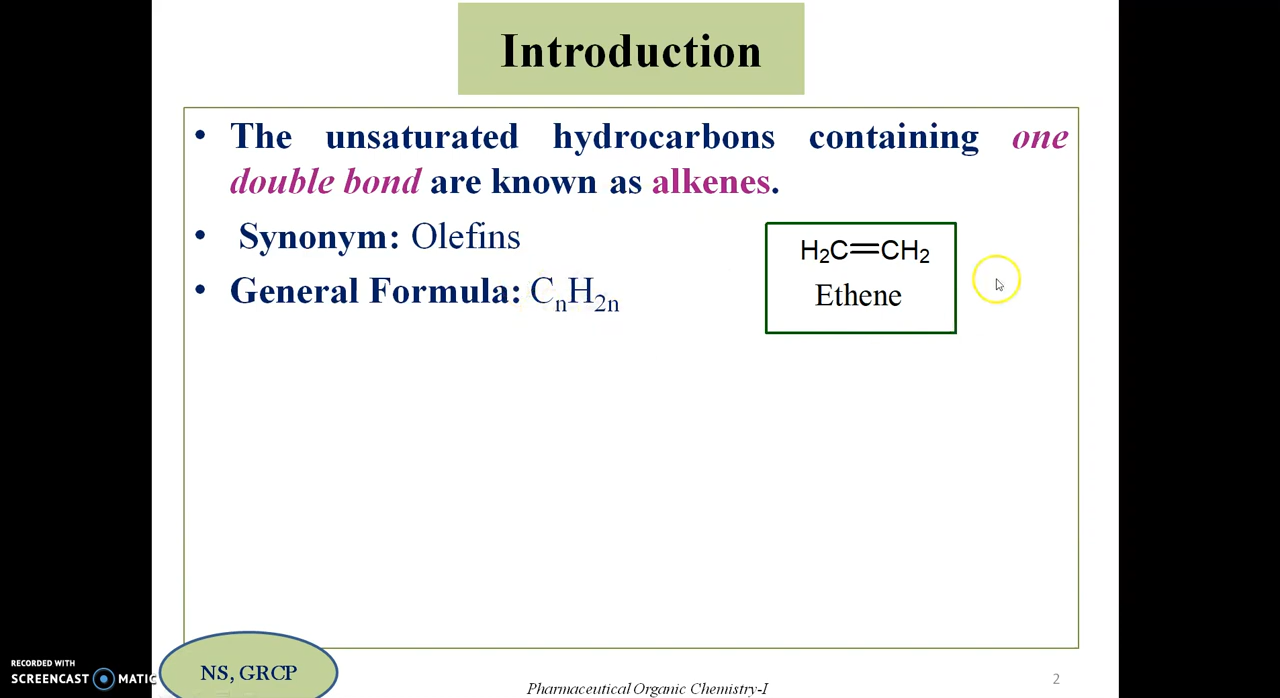 Introduction
• The unsaturated hydrocarbons containing one
double bond are known as alkenes.
• Synonym: Olefins
• General Formula: CₙH₂ₙ
H₂C=CH₂
Ethene
RECORDED WITH
SCREENCAST MATIC
NS, GRCP
Pharmaceutical Organic Chemistry-I
2